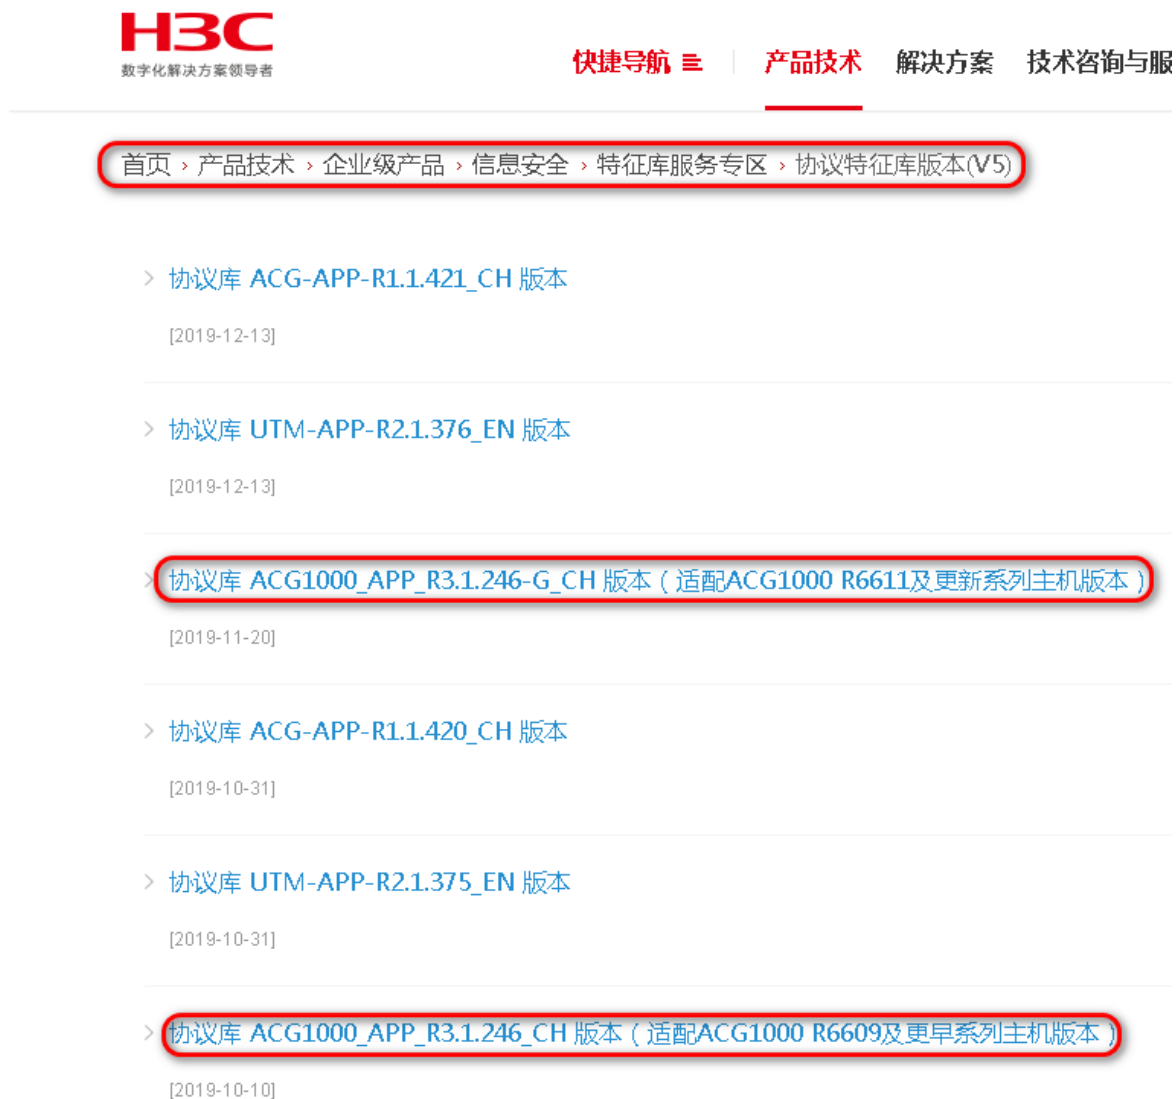 H3C
数字化解决方案领导者
快捷导航 产品技术 解决方案 技术咨询与服
首页 › 产品技术 › 企业级产品 › 信息安全 › 特征库服务专区 › 协议特征库版本(V5)
协议库 ACG-APP-R1.1.421_CH 版本
[2019-12-13]
协议库 UTM-APP-R2.1.376_EN 版本
[2019-12-13]
协议库 ACG1000_APP_R3.1.246-G_CH 版本（适配ACG1000 R6611及更新系列主机版本）
[2019-11-20]
协议库 ACG-APP-R1.1.420_CH 版本
[2019-10-31]
协议库 UTM-APP-R2.1.375_EN 版本
[2019-10-31]
协议库 ACG1000_APP_R3.1.246_CH 版本（适配ACG1000 R6609及更早系列主机版本）
[2019-10-10]